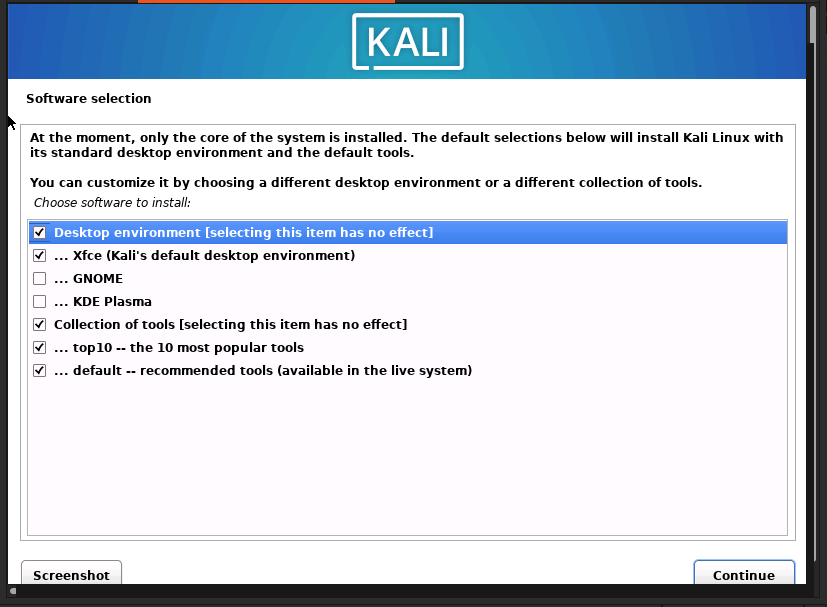 KALI
Software selection
At the moment, only the core of the system is installed. The default selections below will install Kali Linux with
its standard desktop environment and the default tools.
You can customize it by choosing a different desktop environment or a different collection of tools.
Choose software to install:
Desktop environment [selecting this item has no effect]
... Xfce (Kali's default desktop environment)
... GNOME
... KDE Plasma
Collection of tools [selecting this item has no effect]
... top10 -- the 10 most popular tools
... default -- recommended tools (available in the live system)
Screenshot
Continue